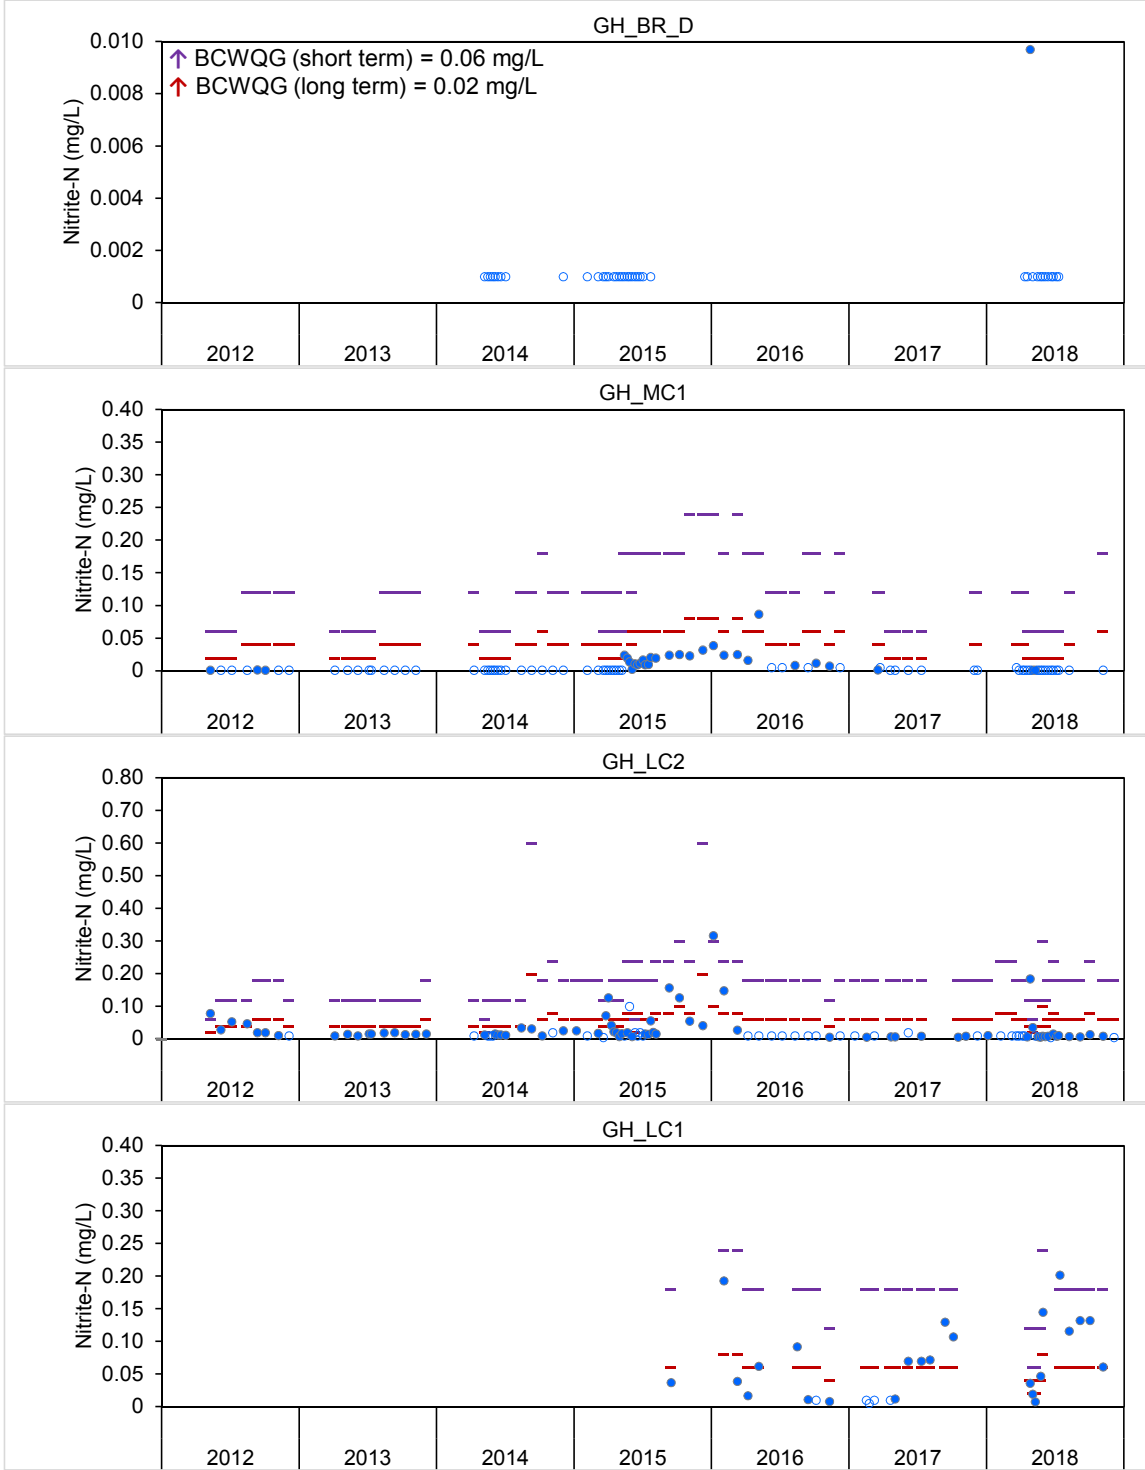 GH_BR_D
↑ BCWQG (short term) = 0.06 mg/L
↑ BCWQG (long term) = 0.02 mg/L
Nitrite-N (mg/L)
0.010
0.008
0.006
0.004
0.002
0
2012 2013 2014 2015 2016 2017 2018
GH_MC1
Nitrite-N (mg/L)
0.40
0.35
0.30
0.25
0.20
0.15
0.10
0.05
0
2012 2013 2014 2015 2016 2017 2018
GH_LC2
Nitrite-N (mg/L)
0.80
0.70
0.60
0.50
0.40
0.30
0.20
0.10
0
2012 2013 2014 2015 2016 2017 2018
GH_LC1
Nitrite-N (mg/L)
0.40
0.35
0.30
0.25
0.20
0.15
0.10
0.05
0
2012 2013 2014 2015 2016 2017 2018